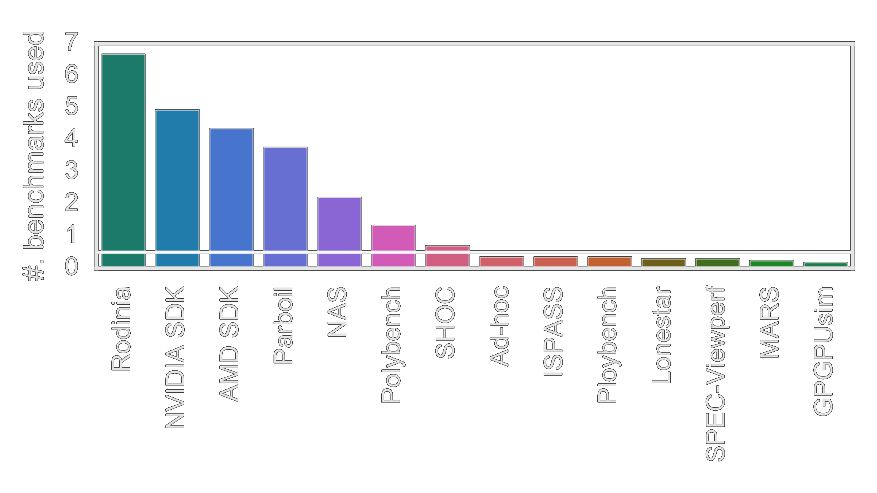 #. benchmarks used
7
6
5
4
3
2
1
0
Rodinia
NVIDIA SDK
AMD SDK
Parboil
NAS
Polybench
SHOC
Ad-hoc
ISPASS
Ploybench
Lonestar
SPEC-Viewperf
MARS
GPGPUsim